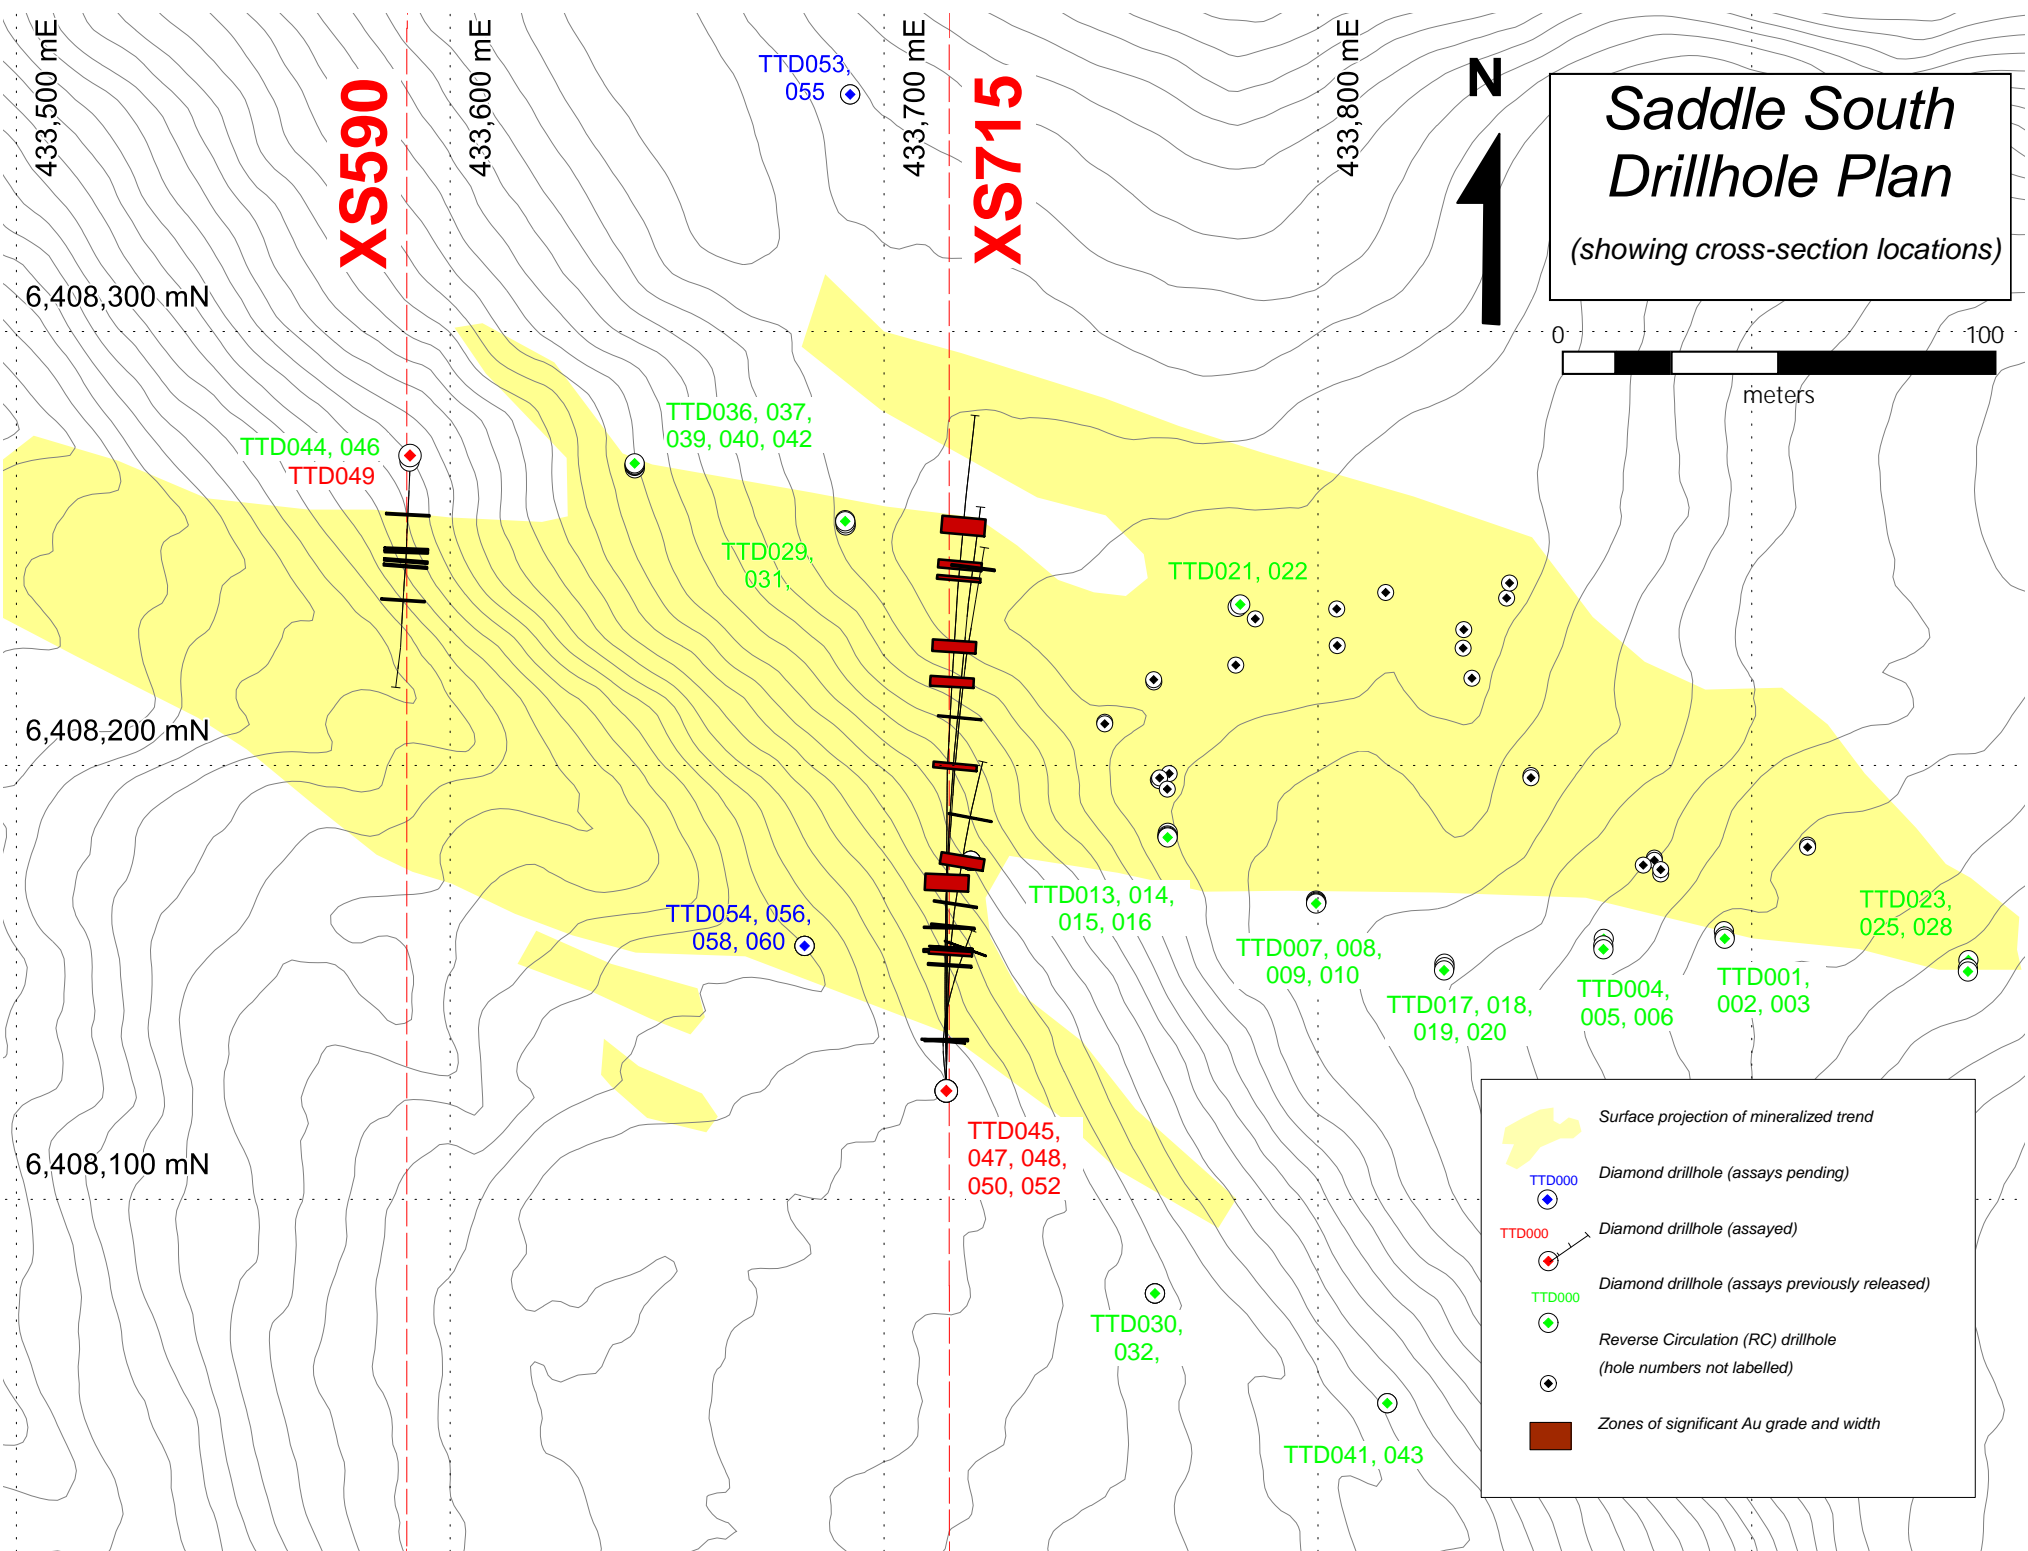 433,500 mE
XS590
433,600 mE
TTD053,
055
433,700 mE
XS715
433,800 mE
N
Saddle South
Drillhole Plan
(showing cross-section locations)
6,408,300 mN
0
100
meters
TTD036, 037,
039, 040, 042
TTD044, 046
TTD049
TTD029,
031,
TTD021, 022
6,408,200 mN
TTD054, 056,
058, 060
TTD013, 014,
015, 016
TTD007, 008,
009, 010
TTD017, 018,
019, 020
TTD004,
005, 006
TTD001,
002, 003
TTD023,
025, 028
6,408,100 mN
TTD045,
047, 048,
050, 052
TTD030,
032,
TTD041, 043
Surface projection of mineralized trend
TTD000
Diamond drillhole (assays pending)
TTD000
Diamond drillhole (assayed)
TTD000
Diamond drillhole (assays previously released)
Reverse Circulation (RC) drillhole
(hole numbers not labelled)
Zones of significant Au grade and width